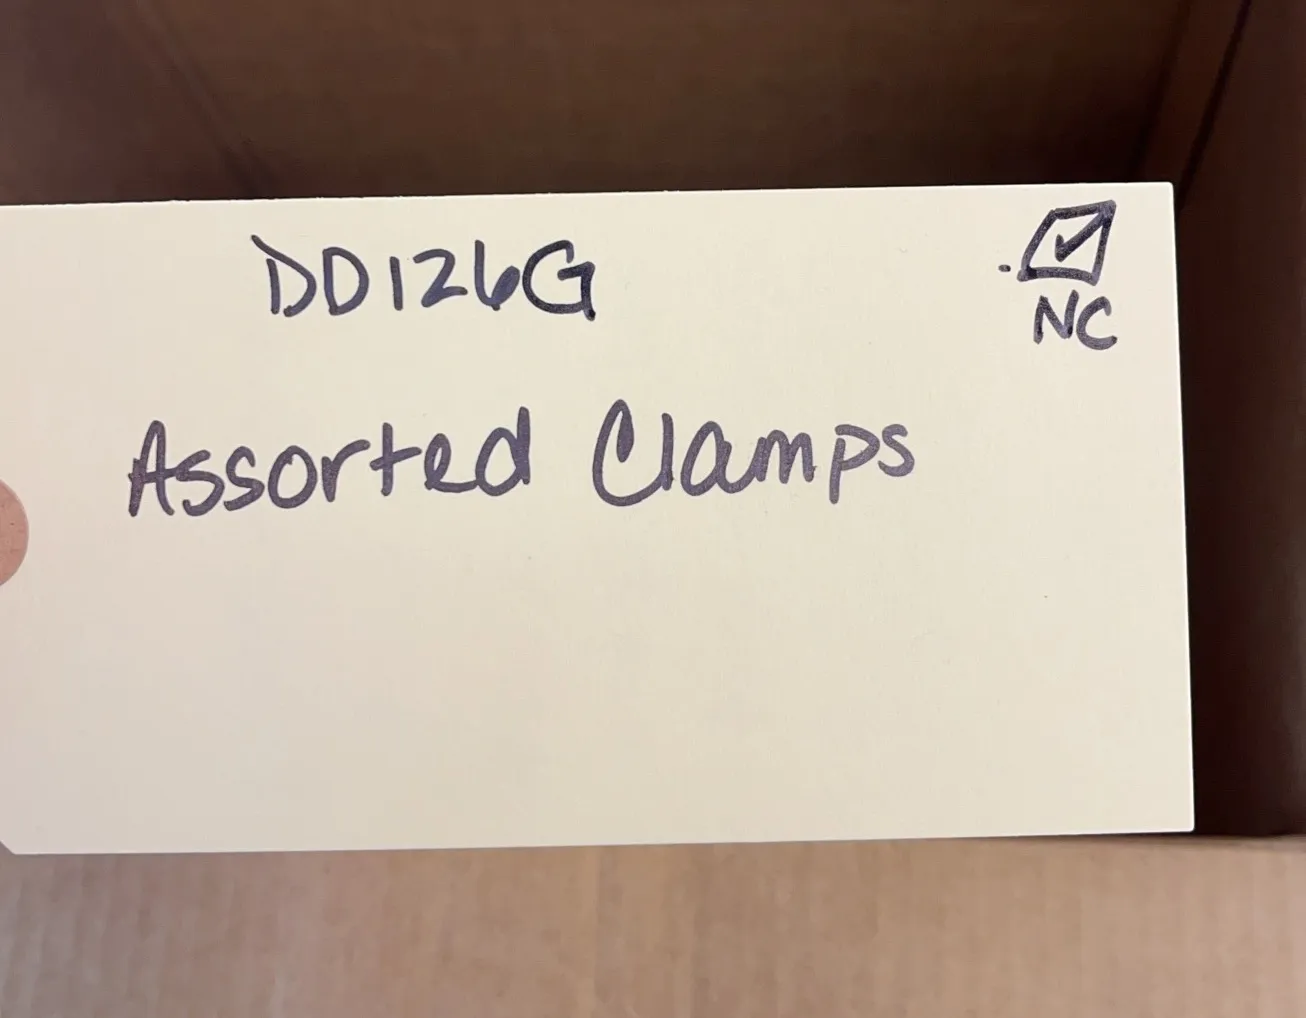 DD126G
☑
NC
Assorted Clamps